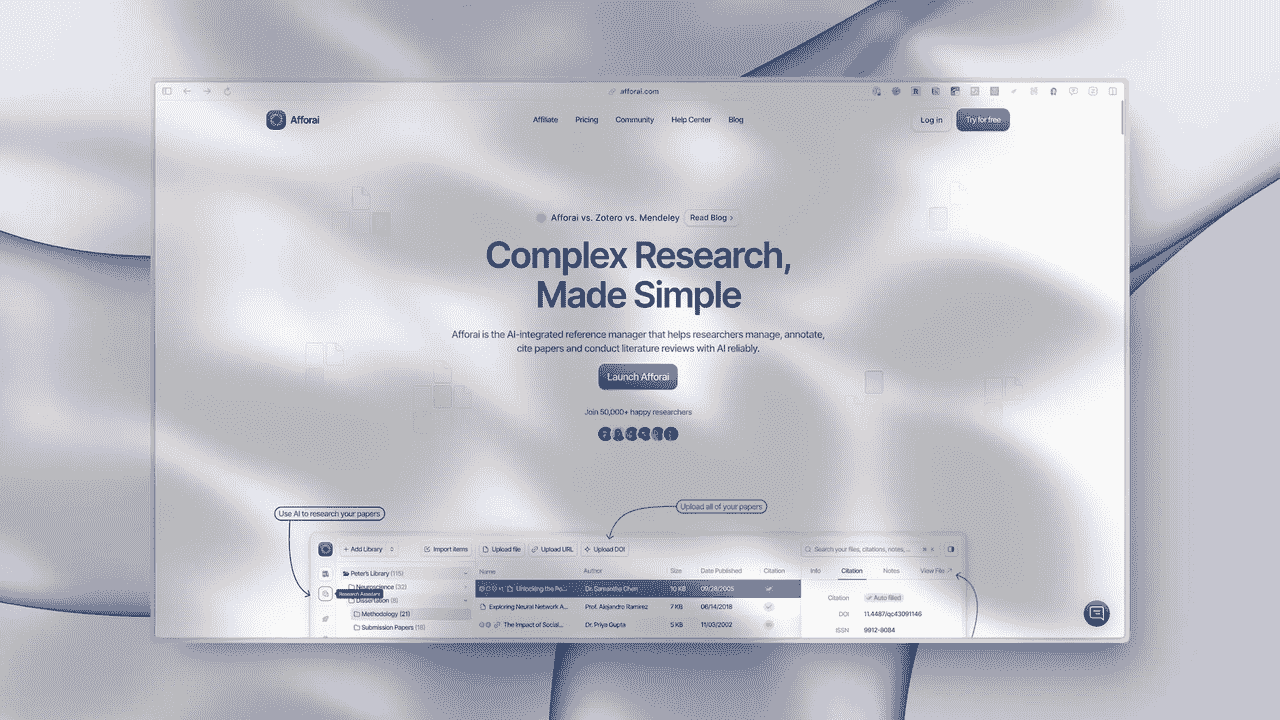 afforai.com
Afforai
Affiliate Pricing Community Help Center Blog
Log in Try for free
Afforai vs. Zotero vs. Mendeley Read Blog ›
Complex Research,
Made Simple
Afforai is the AI-integrated reference manager that helps researchers manage, annotate,
cite papers and conduct literature reviews with AI reliably.
Launch Afforai
Join 50,000+ happy researchers
Use AI to research your papers
Upload all of your papers
+ Add Library Import items Upload file Upload URL Upload DOI Search your files, citations, notes, ... ⌘ K
Name Author Size Date Published Citation Info Citation Notes View File
Peter's Library (115)
Neuroscience (32) Unlocking the Po... Dr. Samantha Chen 10 KB 09/28/2005
Research Assistant
Dissertation (8) Exploring Neural Network A... Prof. Alejandro Ramirez 7 KB 06/14/2018
Citation Auto filled
Methodology (21) DOI 11.4487/qc43091146
Submission Papers (18) The Impact of Social... Dr. Priya Gupta 5 KB 11/03/2002
ISSN 9912-8084